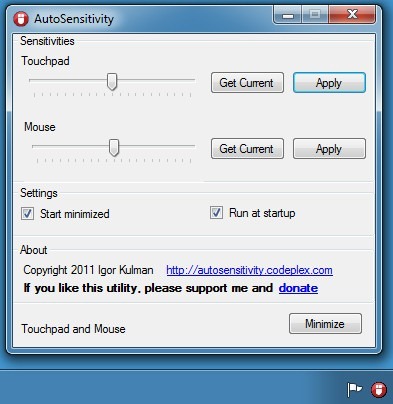 AutoSensitivity
Sensitivities
Touchpad
Get Current Apply
Mouse
Get Current Apply
Settings
Start minimized Run at startup
About
Copyright 2011 Igor Kulman http://autosensitivity.codeplex.com
If you like this utility, please support me and donate
Touchpad and Mouse Minimize